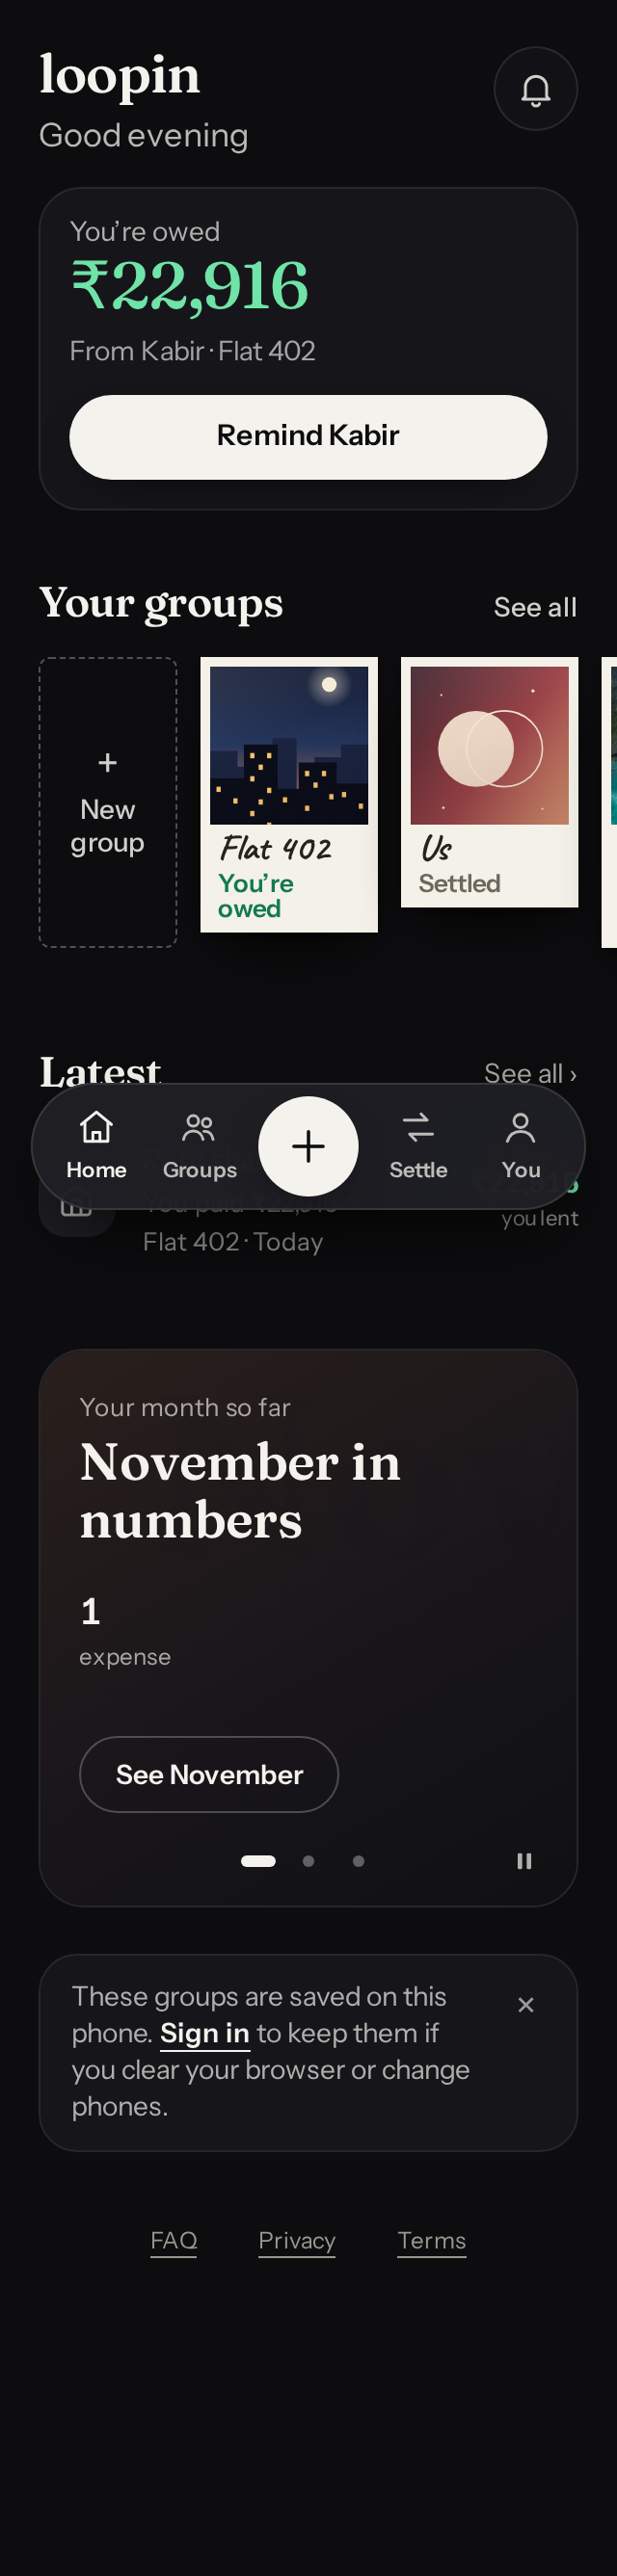 loopin
Good evening
You're owed
₹22,916
From Kabir · Flat 402
Remind Kabir
Your groups
See all
+
New
group
Flat 402
You're
owed
Us
Settled
Latest
See all ›
Home
Groups
Settle
You
you lent
Flat 402 · Today
Your month so far
November in
numbers
1
expense
See November
These groups are saved on this
phone. Sign in to keep them if
you clear your browser or change
phones.
FAQ
Privacy
Terms